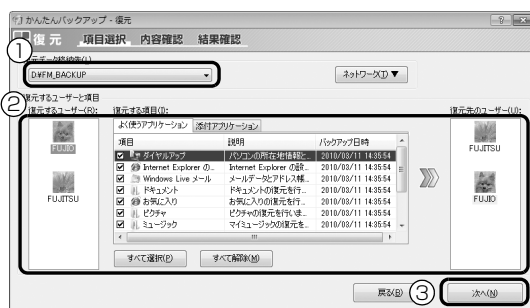 かんたんバックアップ - 復元
復元 項目選択 内容確認 結果確認
①
復元データ格納先(L)
D:¥FM_BACKUP
ネットワーク(T) ▼
②
復元するユーザーと項目
復元するユーザー(R):
復元する項目(I):
復元先のユーザー(U):
よく使うアプリケーション 添付アプリケーション
項目 説明 バックアップ日時
ダイヤルアップ パソコンの所在地情報と... 2010/03/11 14:35:54
Internet Explorer の... Internet Explorer の設... 2010/03/11 14:35:54
Windows Live メール メールデータとアドレス帳... 2010/03/11 14:35:54
ドキュメント ドキュメントの復元を行... 2010/03/11 14:35:54
お気に入り お気に入りの復元を行... 2010/03/11 14:35:54
ピクチャ ピクチャの復元を行いま... 2010/03/11 14:35:54
ミュージック マイミュージックの復元を... 2010/03/11 14:35:54
FUJIO
FUJITSU
FUJITSU
FUJIO
すべて選択(P) すべて解除(M)
戻る(B) ③ 次へ(N)